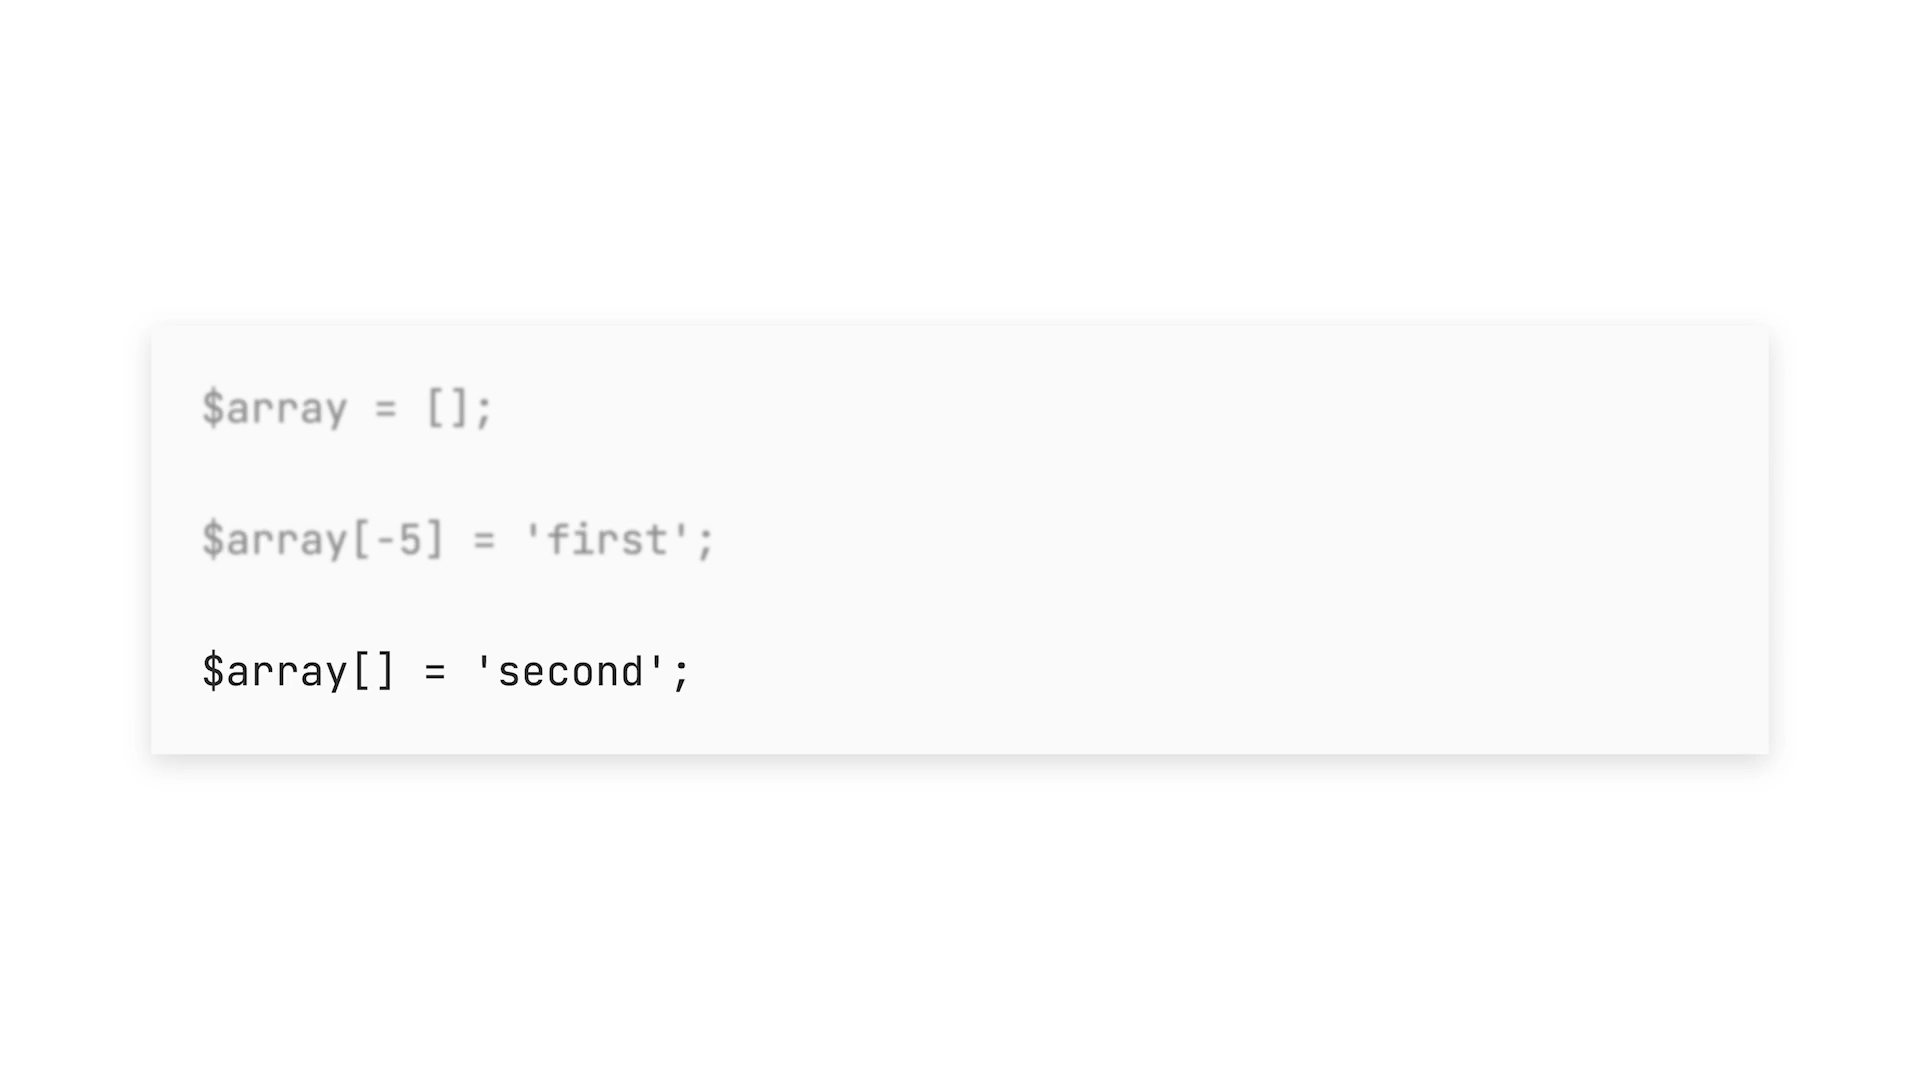 $array = [];
$array[-5] = 'first';
$array[] = 'second';